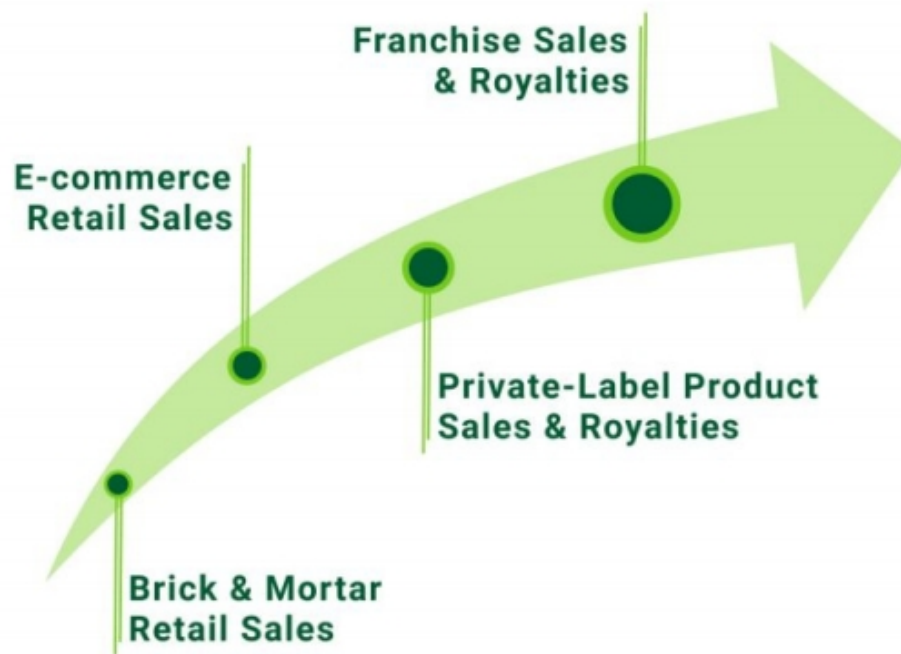 Franchise Sales
& Royalties
E-commerce
Retail Sales
Private-Label Product
Sales & Royalties
Brick & Mortar
Retail Sales